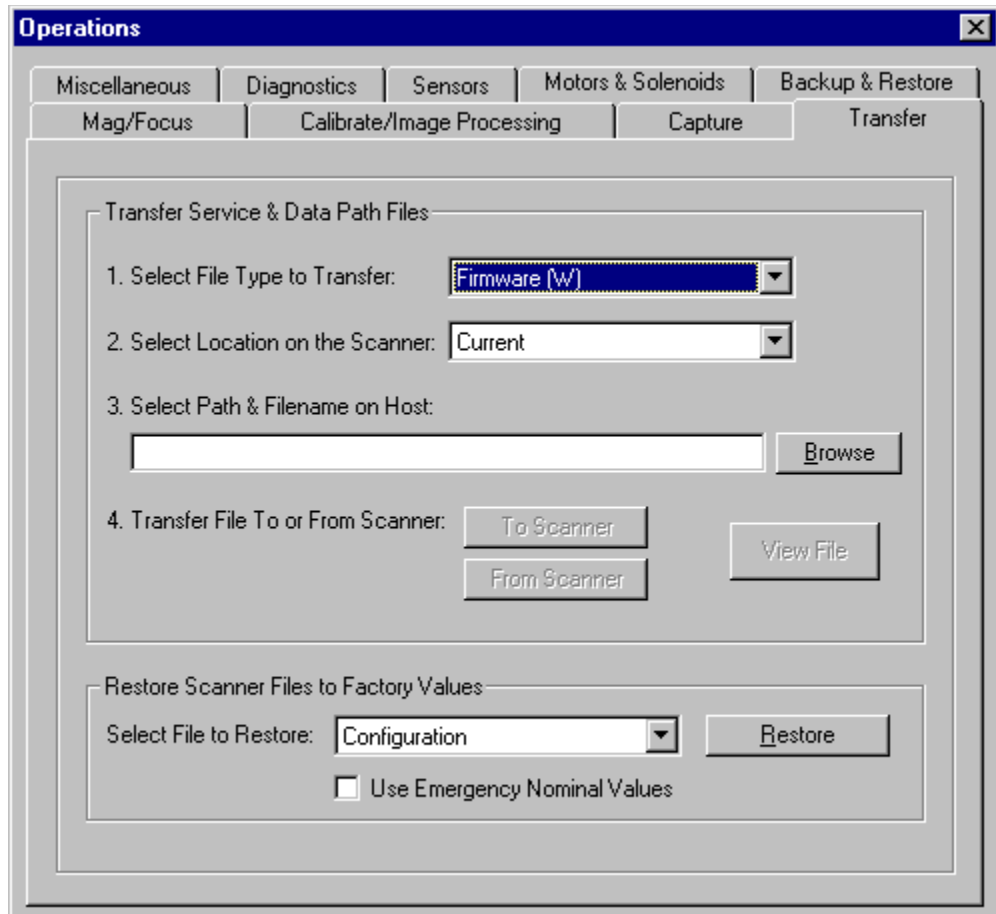 Operations
Miscellaneous Diagnostics Sensors Motors & Solenoids Backup & Restore
Mag/Focus Calibrate/Image Processing Capture Transfer
Transfer Service & Data Path Files
1. Select File Type to Transfer: Firmware (W)
2. Select Location on the Scanner: Current
3. Select Path & Filename on Host:
Browse
4. Transfer File To or From Scanner: To Scanner
View File
From Scanner
Restore Scanner Files to Factory Values
Select File to Restore: Configuration Restore
Use Emergency Nominal Values